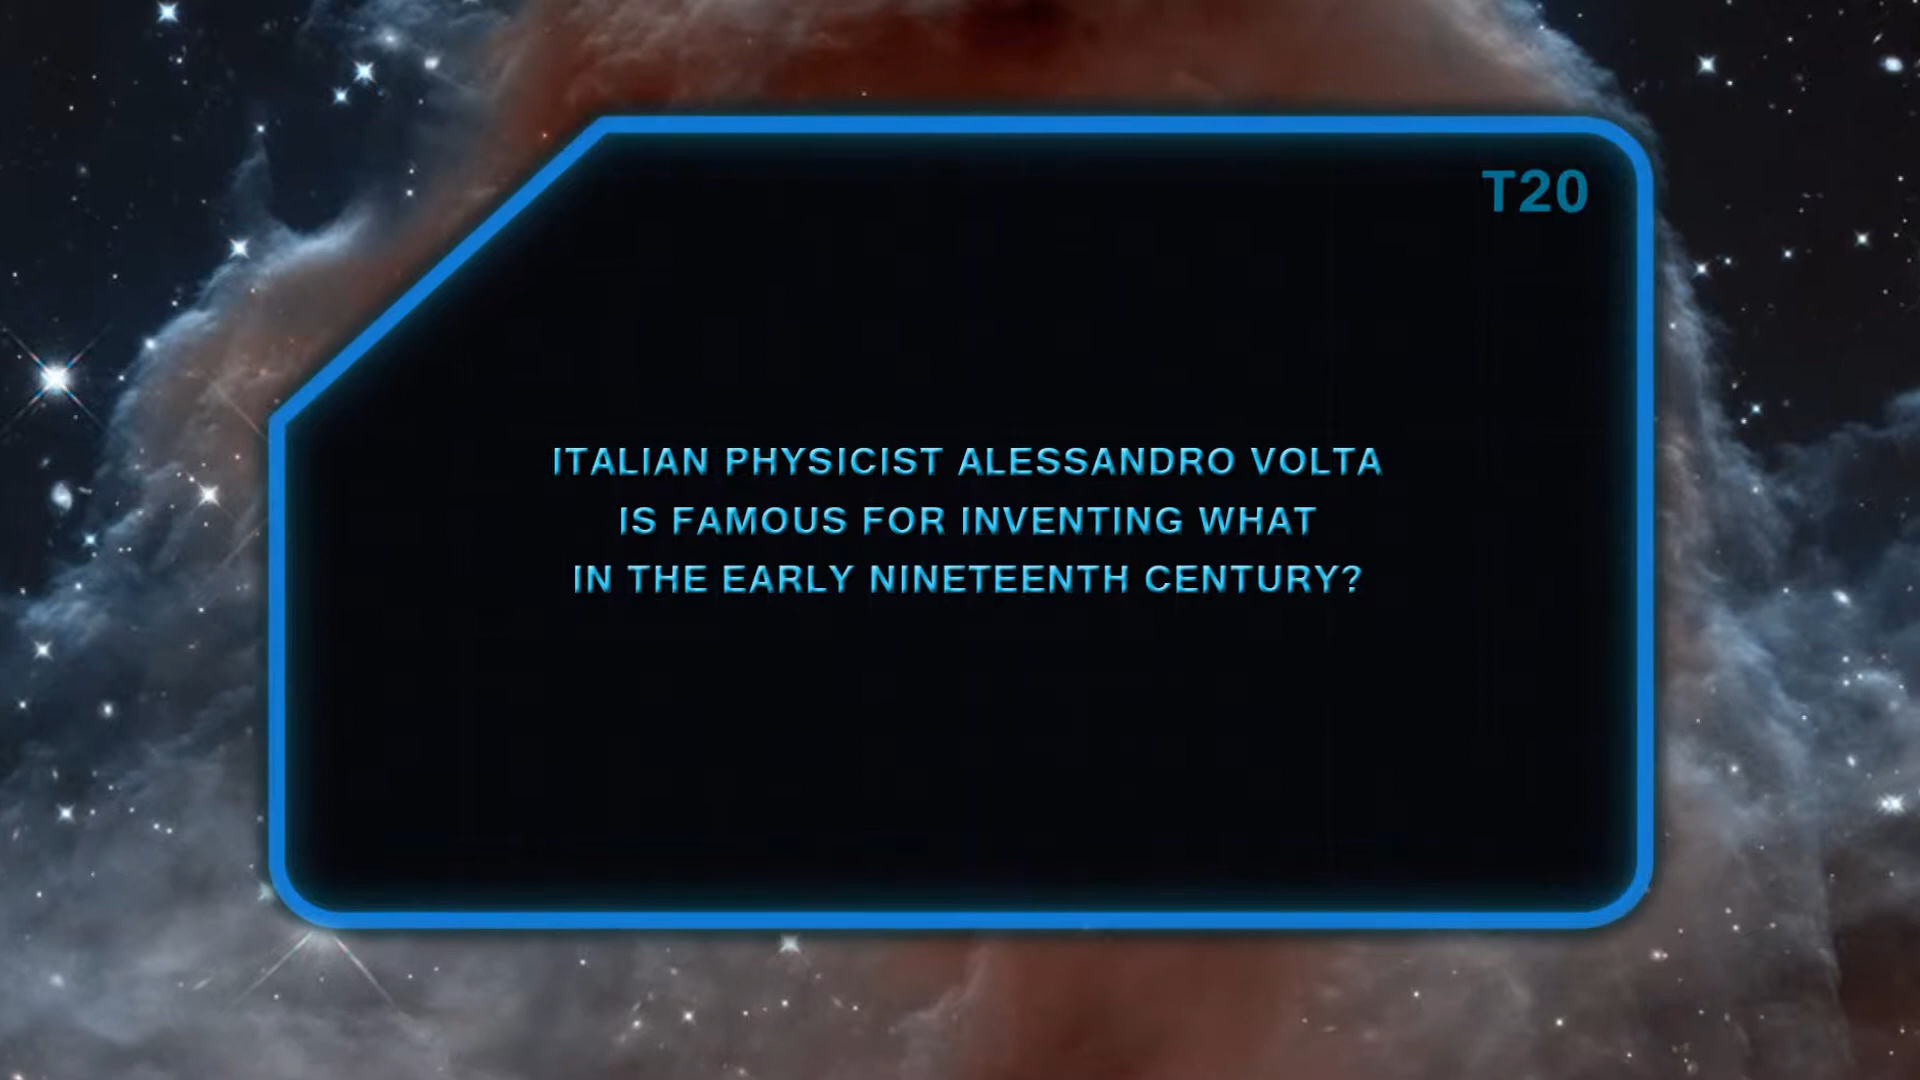 T20
ITALIAN PHYSICIST ALESSANDRO VOLTA
IS FAMOUS FOR INVENTING WHAT
IN THE EARLY NINETEENTH CENTURY?